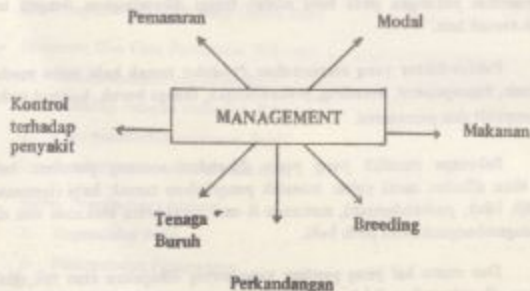 Pemasaran
Modal
Kontrol
terhadap
penyakit
MANAGEMENT
Makanan
Tenaga
Buruh
Breeding
Perkandangan